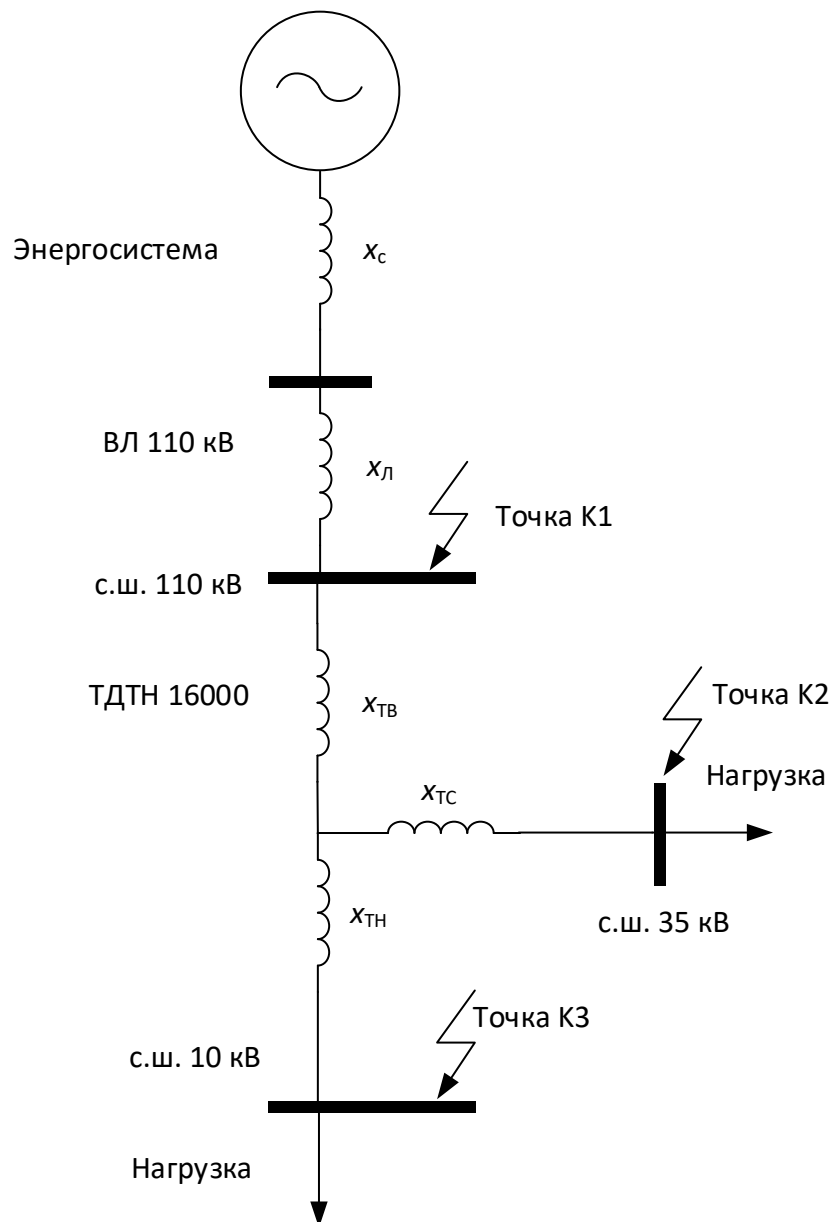 Энергосистема
xс
ВЛ 110 кВ
xЛ
Точка К1
с.ш. 110 кВ
ТДТН 16000
xТВ
Точка К2
Нагрузка
xТС
xТН
с.ш. 35 кВ
Точка К3
с.ш. 10 кВ
Нагрузка